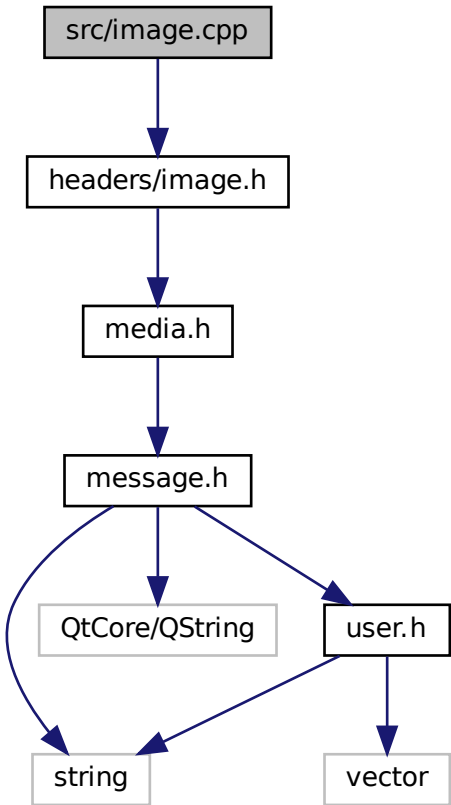 src/image.cpp
headers/image.h
media.h
message.h
QtCore/QString
user.h
string
vector